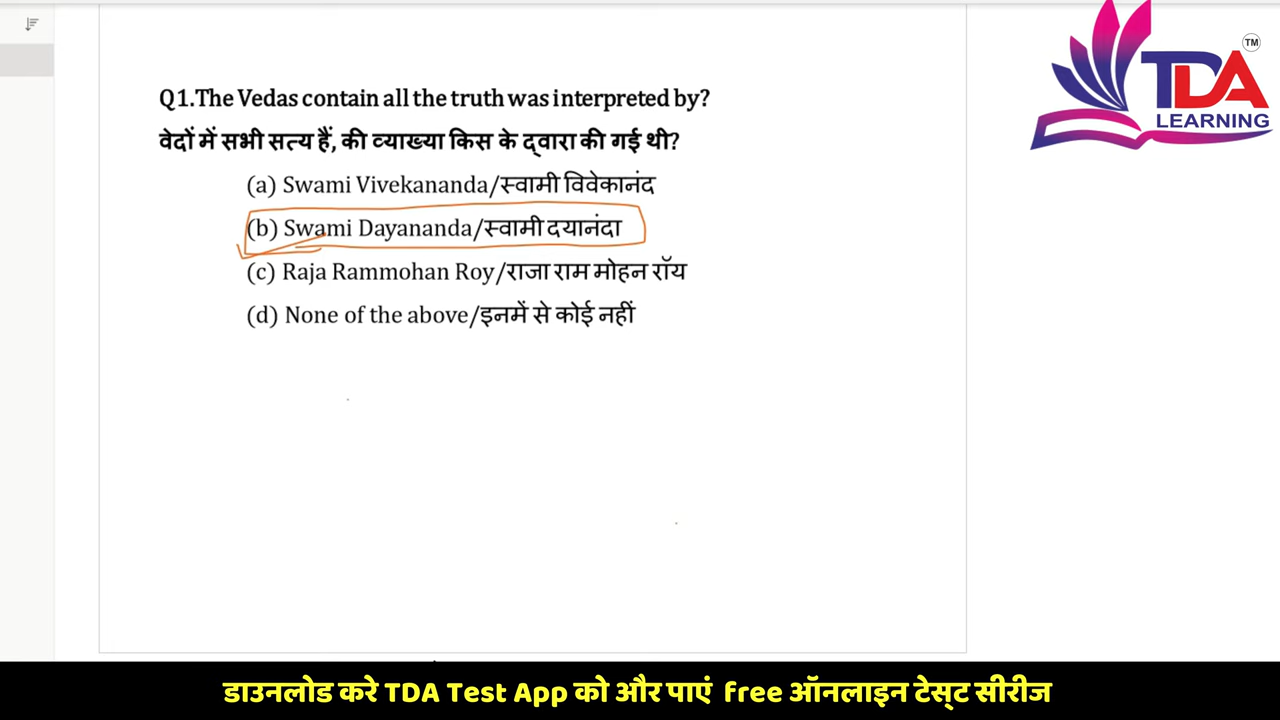 TDA
TM
LEARNING
Q1.The Vedas contain all the truth was interpreted by?
वेदों में सभी सत्य हैं, की व्याख्या किस के द्वारा की गई थी?
(a) Swami Vivekananda/स्वामी विवेकानंद
(b) Swami Dayananda/स्वामी दयानंदा
(c) Raja Rammohan Roy/राजा राम मोहन रॉय
(d) None of the above/इनमें से कोई नहीं
डाउनलोड करे TDA Test App को और पाएं free ऑनलाइन टेस्ट सीरीज